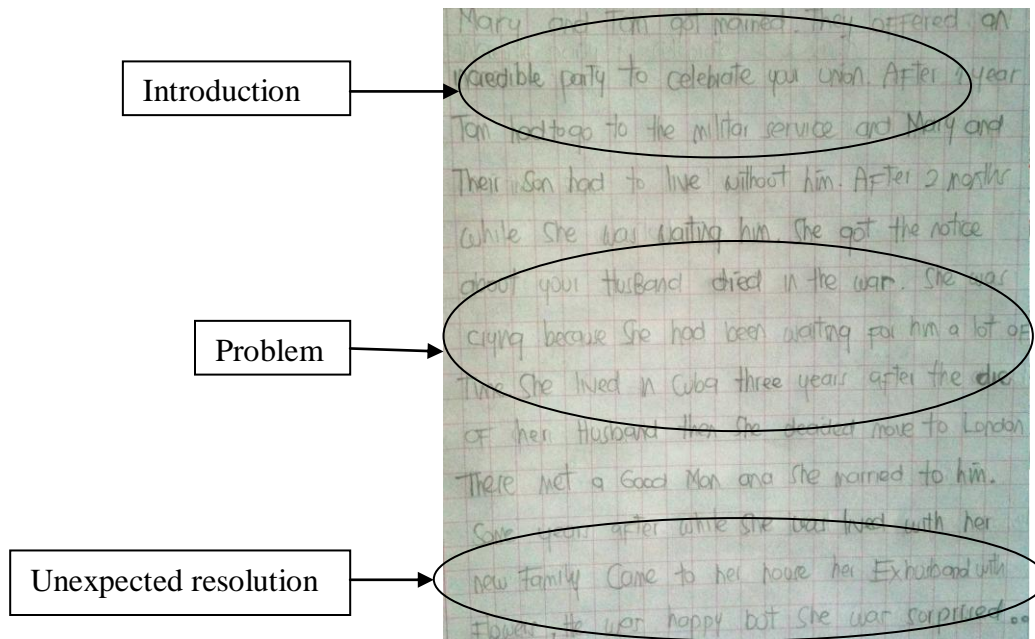 Mary and Tom got married. They offered an
Introduction
incredible party to celebrate your union. After 1 year
Tom had to go to the militar service and Mary and
Their son had to live without him. After 2 months
while she was waiting him. She got the notice
about your HusBand died in the war. She was
Problem
crying because she had been waiting for him a lot of
Time She lived in Cuba three years after the die
of her Husband then she decided move to London
There met a Good Man and she married to him.
Some years after while she was lived with her
Unexpected resolution
new Family Came to her house her Exhusband with
Flowers. He was happy but she was surprised..